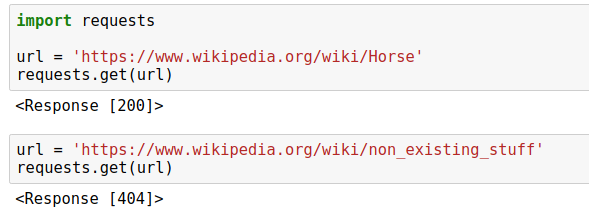 import requests
url = 'https://www.wikipedia.org/wiki/Horse'
requests.get(url)
<Response [200]>
url = 'https://www.wikipedia.org/wiki/non_existing_stuff'
requests.get(url)
<Response [404]>